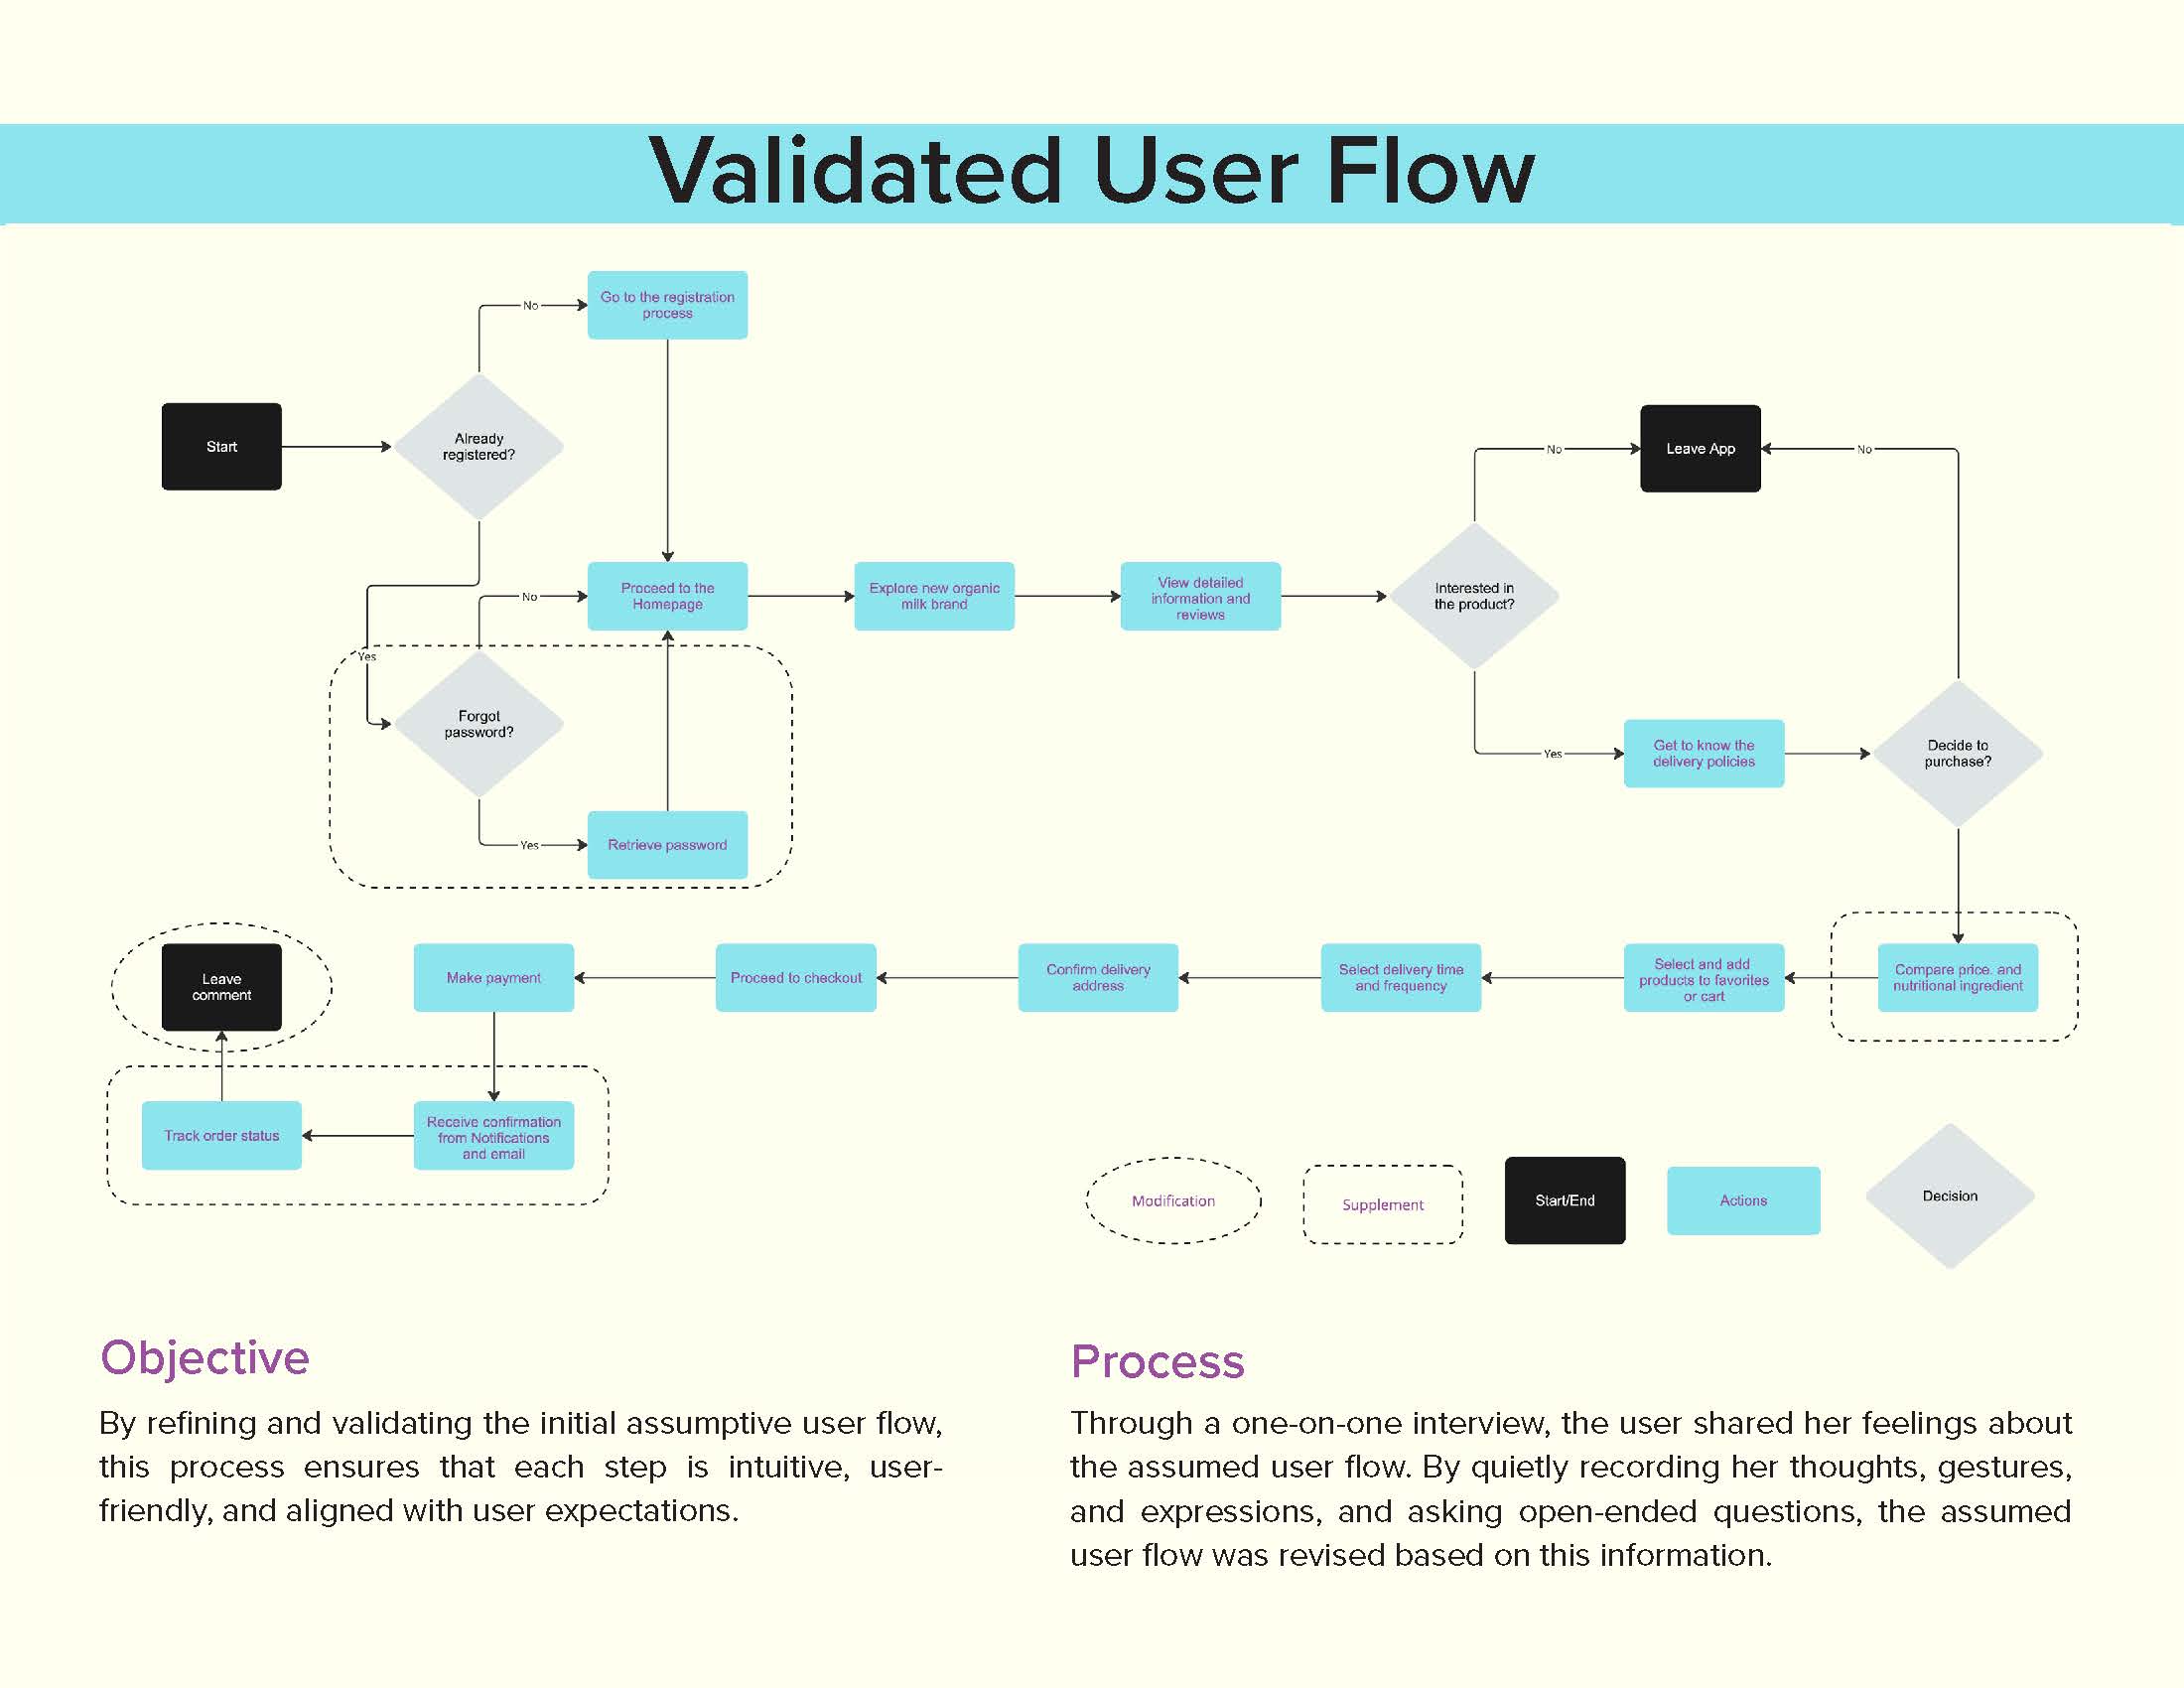 Validated User Flow
Go to the registration
process
No
Start
Already
registered?
Leave App
No
No
Proceed to the
Homepage
Explore new organic
milk brand
View detailed
information and
reviews
Interested in
the product?
No
Yes
Forgot
password?
Get to know the
delivery policies
Yes
Decide to
purchase?
Retrieve password
Yes
Leave
comment
Make payment
Proceed to checkout
Confirm delivery
address
Select delivery time
and frequency
Select and add
products to favorites
or cart
Compare price. and
nutritional ingredient
Track order status
Receive confirmation
from Notifications
and email
Modification
Supplement
Start/End
Actions
Decision
Objective
By refining and validating the initial assumptive user flow,
this process ensures that each step is intuitive, user-
friendly, and aligned with user expectations.
Process
Through a one-on-one interview, the user shared her feelings about
the assumed user flow. By quietly recording her thoughts, gestures,
and expressions, and asking open-ended questions, the assumed
user flow was revised based on this information.